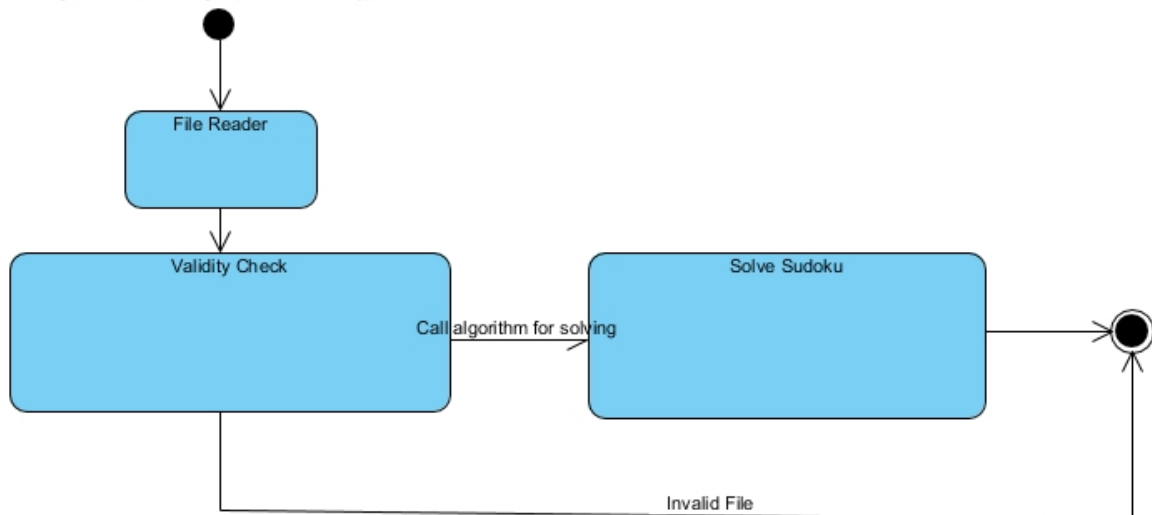 File Reader
Validity Check
Solve Sudoku
Call algorithm for solving
Invalid File